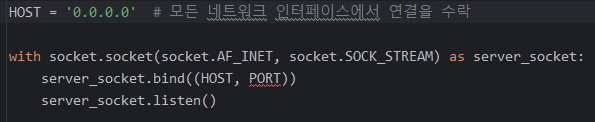 HOST = '0.0.0.0'  # 모든 네트워크 인터페이스에서 연결을 수락
with socket.socket(socket.AF_INET, socket.SOCK_STREAM) as server_socket:
    server_socket.bind((HOST, PORT))
    server_socket.listen()